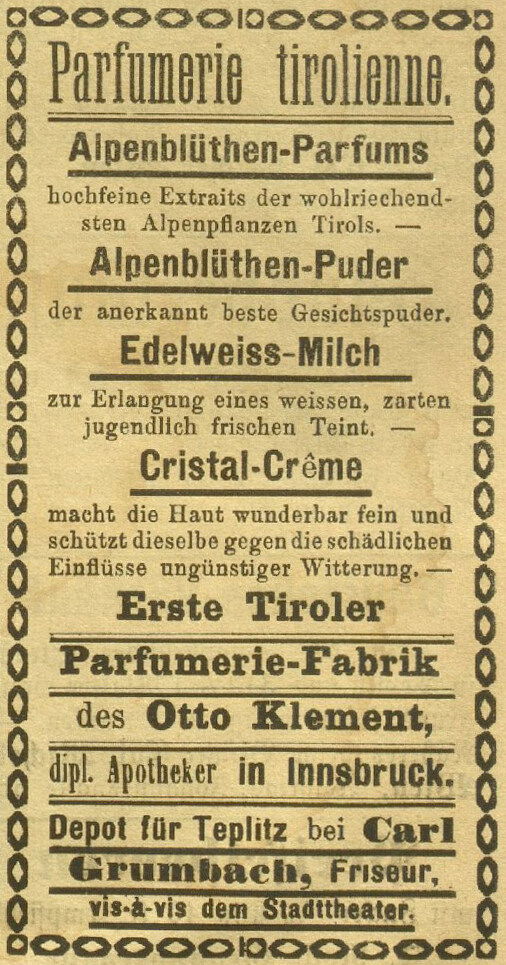 Parfumerie tirolienne.
Alpenblüthen-Parfums
hochfeine Extraits der wohlriechend-
sten Alpenpflanzen Tirols. —
Alpenblüthen-Puder
der anerkannt beste Gesichtspuder.
Edelweiss-Milch
zur Erlangung eines weissen, zarten
jugendlich frischen Teint. —
Cristal-Crême
macht die Haut wunderbar fein und
schützt dieselbe gegen die schädlichen
Einflüsse ungünstiger Witterung. —
Erste Tiroler
Parfumerie-Fabrik
des Otto Klement,
dipl. Apotheker in Innsbruck.
Depot für Teplitz bei Carl
Grumbach, Friseur,
vis-à-vis dem Stadttheater.